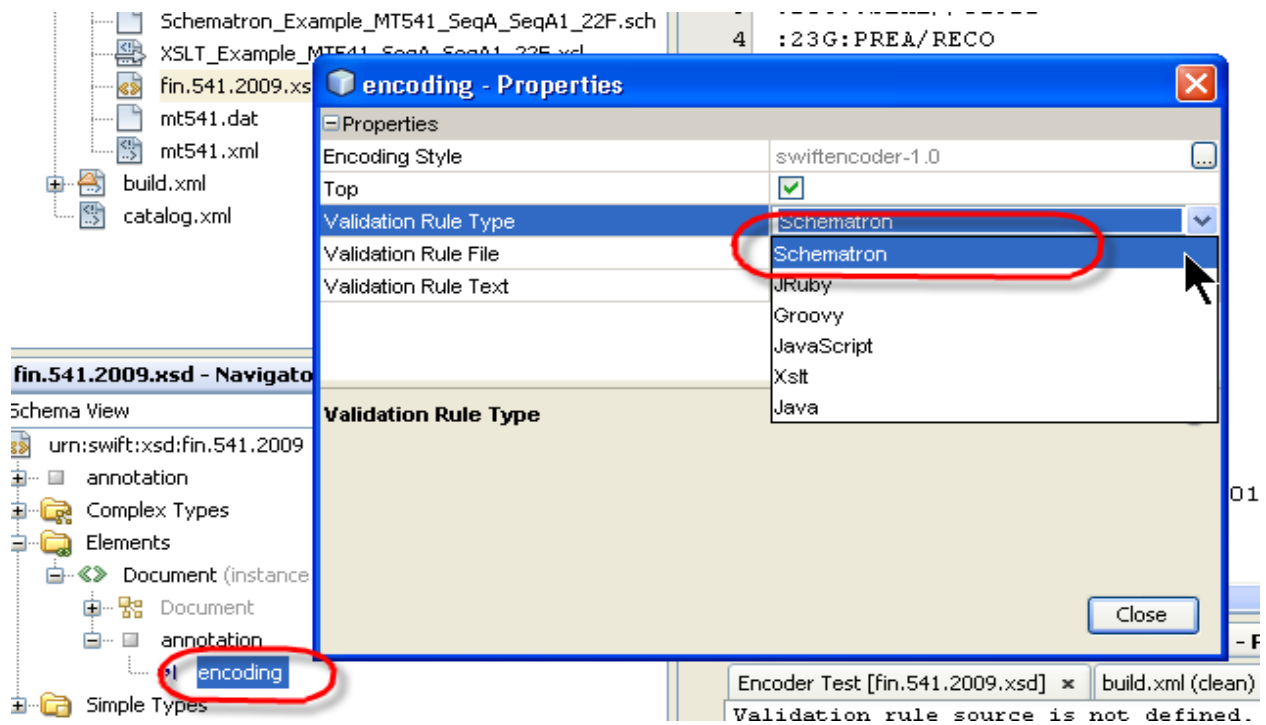 Schematron_Example_MT541_SeqA_SeqA1_22F.sch
XSLT_Example_MT541_SeqA_SeqA1_22F.xsl
fin.541.2009.xs
mt541.dat
mt541.xml
build.xml
catalog.xml
4 :23G:PREA/RECO
encoding - Properties
Properties
Encoding Style swiftencoder-1.0 ...
Top
Validation Rule Type Schematron
Validation Rule File
Validation Rule Text
Schematron
JRuby
Groovy
JavaScript
Xslt
Java
Validation Rule Type
Close
fin.541.2009.xsd - Navigato
Schema View
urn:swift:xsd:fin.541.2009
annotation
Complex Types
Elements
Document (instance
Document
annotation
encoding
Simple Types
01
- F
Encoder Test [fin.541.2009.xsd] × build.xml (clean)
Validation rule source is not defined.